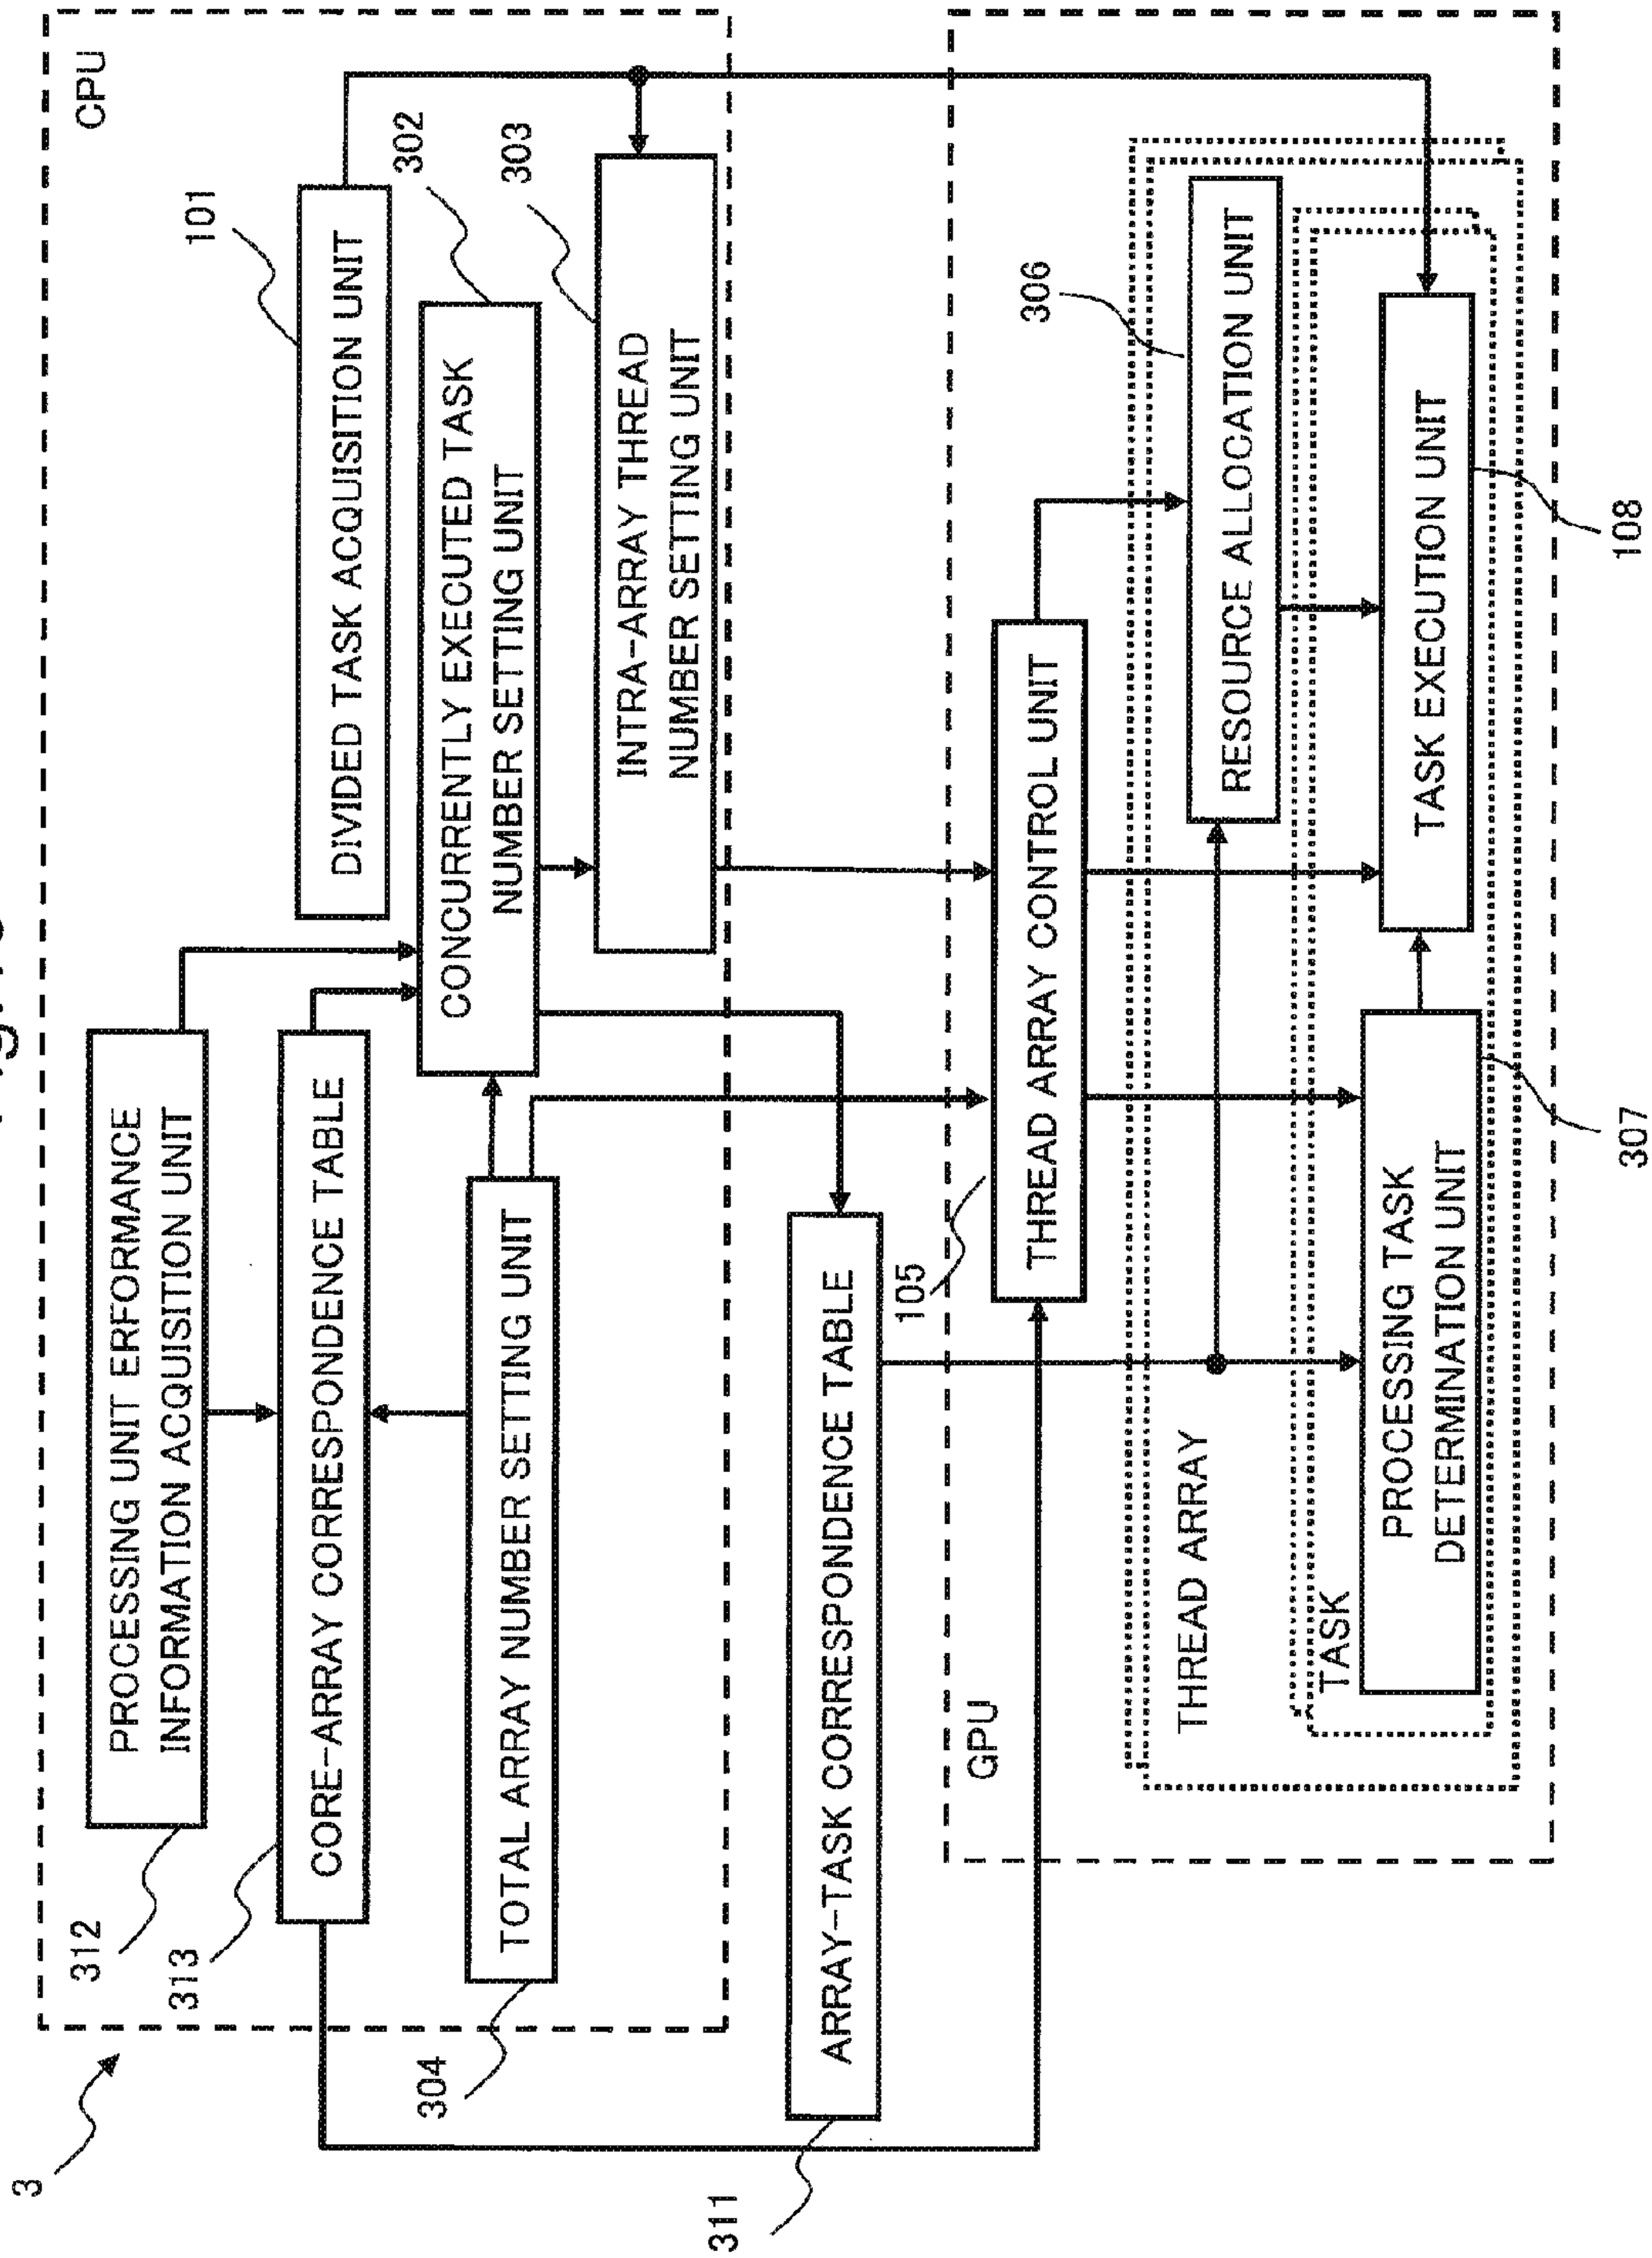 3
CPU
312
PROCESSING UNIT ERFORMANCE
INFORMATION ACQUISITION UNIT
101
DIVIDED TASK ACQUISITION UNIT
313
CORE-ARRAY CORRESPONDENCE TABLE
302
CONCURRENTLY EXECUTED TASK
NUMBER SETTING UNIT
304
TOTAL ARRAY NUMBER SETTING UNIT
303
INTRA-ARRAY THREAD
NUMBER SETTING UNIT
311
ARRAY-TASK CORRESPONDENCE TABLE
GPU
105
THREAD ARRAY CONTROL UNIT
THREAD ARRAY
306
RESOURCE ALLOCATION UNIT
TASK
PROCESSING TASK
DETERMINATION UNIT
307
TASK EXECUTION UNIT
108